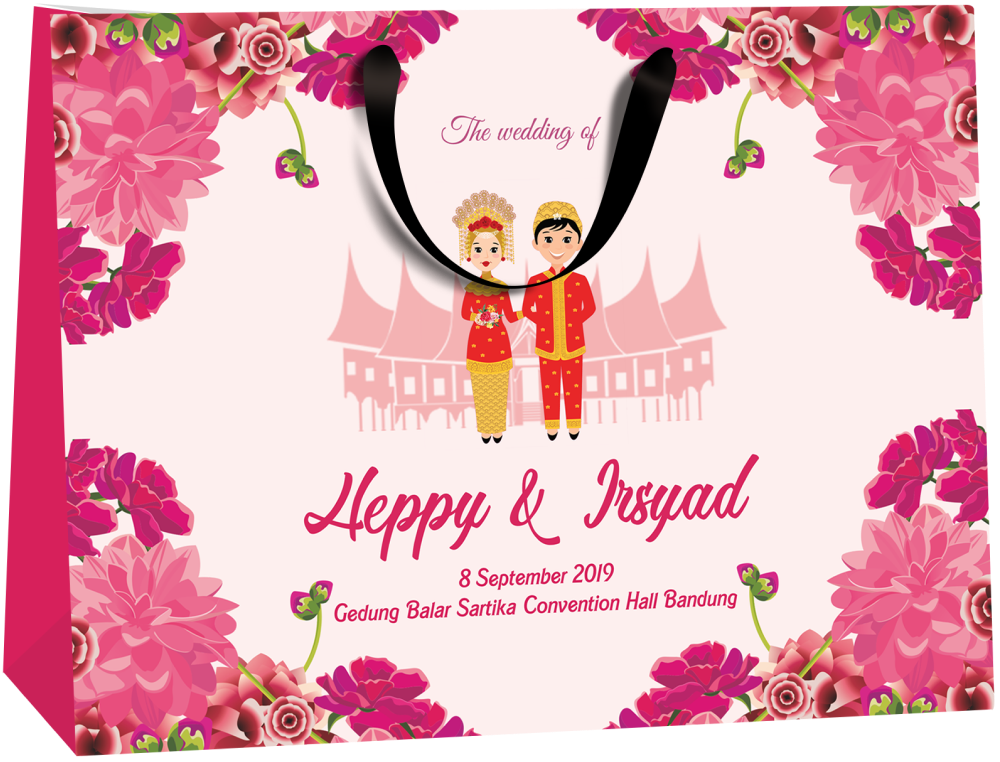 The wedding of
Heppy & Irsyad
8 September 2019
Gedung Balar Sartika Convention Hall Bandung